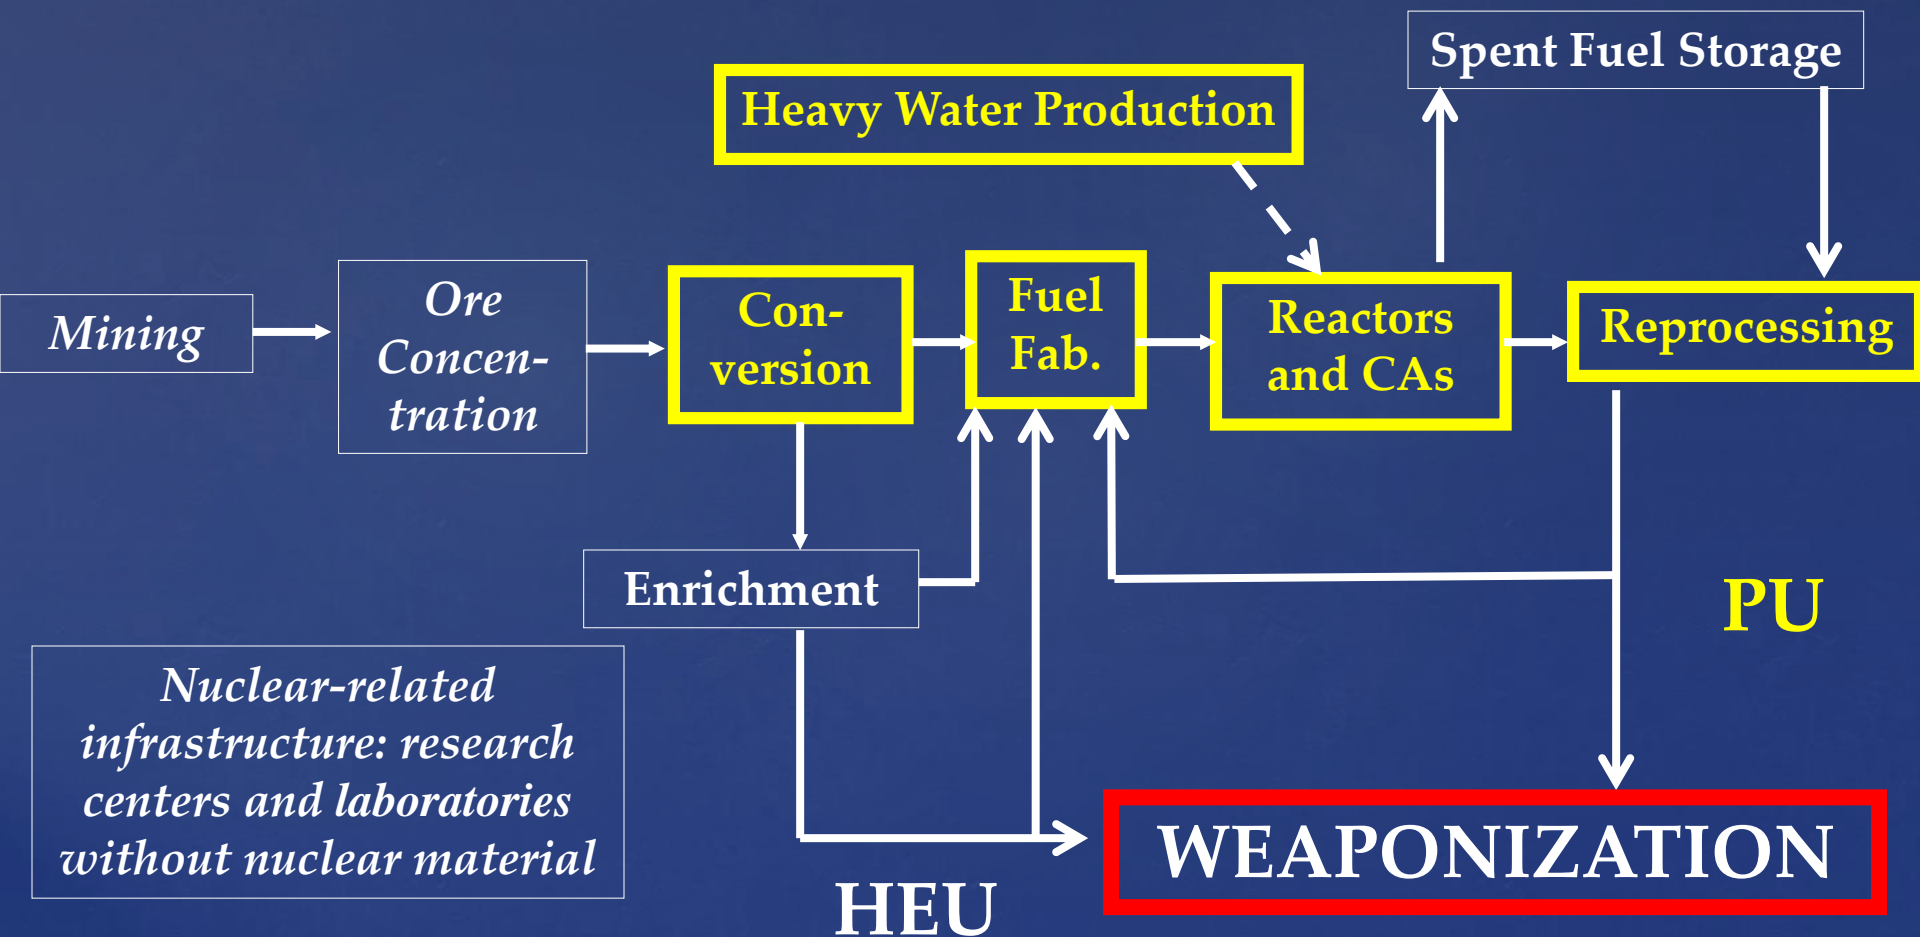 Spent Fuel Storage
Heavy Water Production
Mining
Ore
Concen-
tration
Con-
version
Fuel
Fab.
Reactors
and CAs
Reprocessing
Enrichment
PU
Nuclear-related
infrastructure: research
centers and laboratories
without nuclear material
WEAPONIZATION
HEU